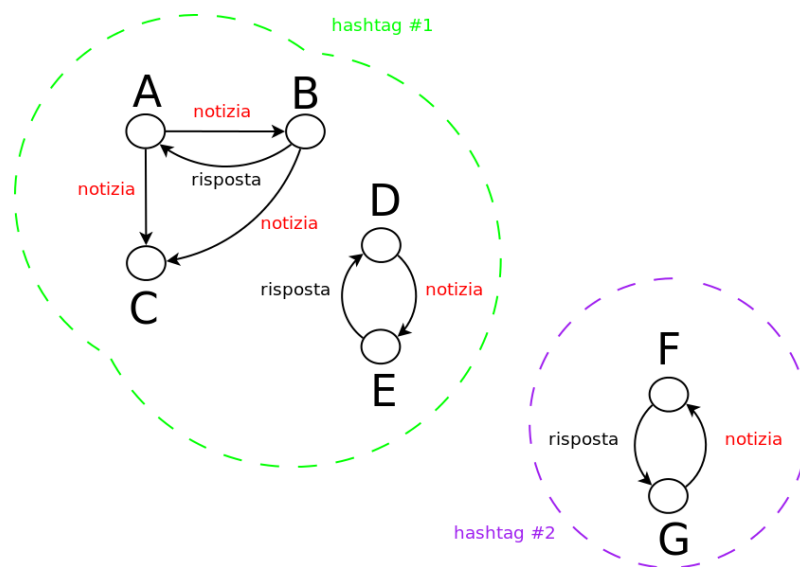 hashtag #1
A
B
notizia
risposta
notizia
notizia
C
D
risposta
notizia
E
F
risposta
notizia
G
hashtag #2